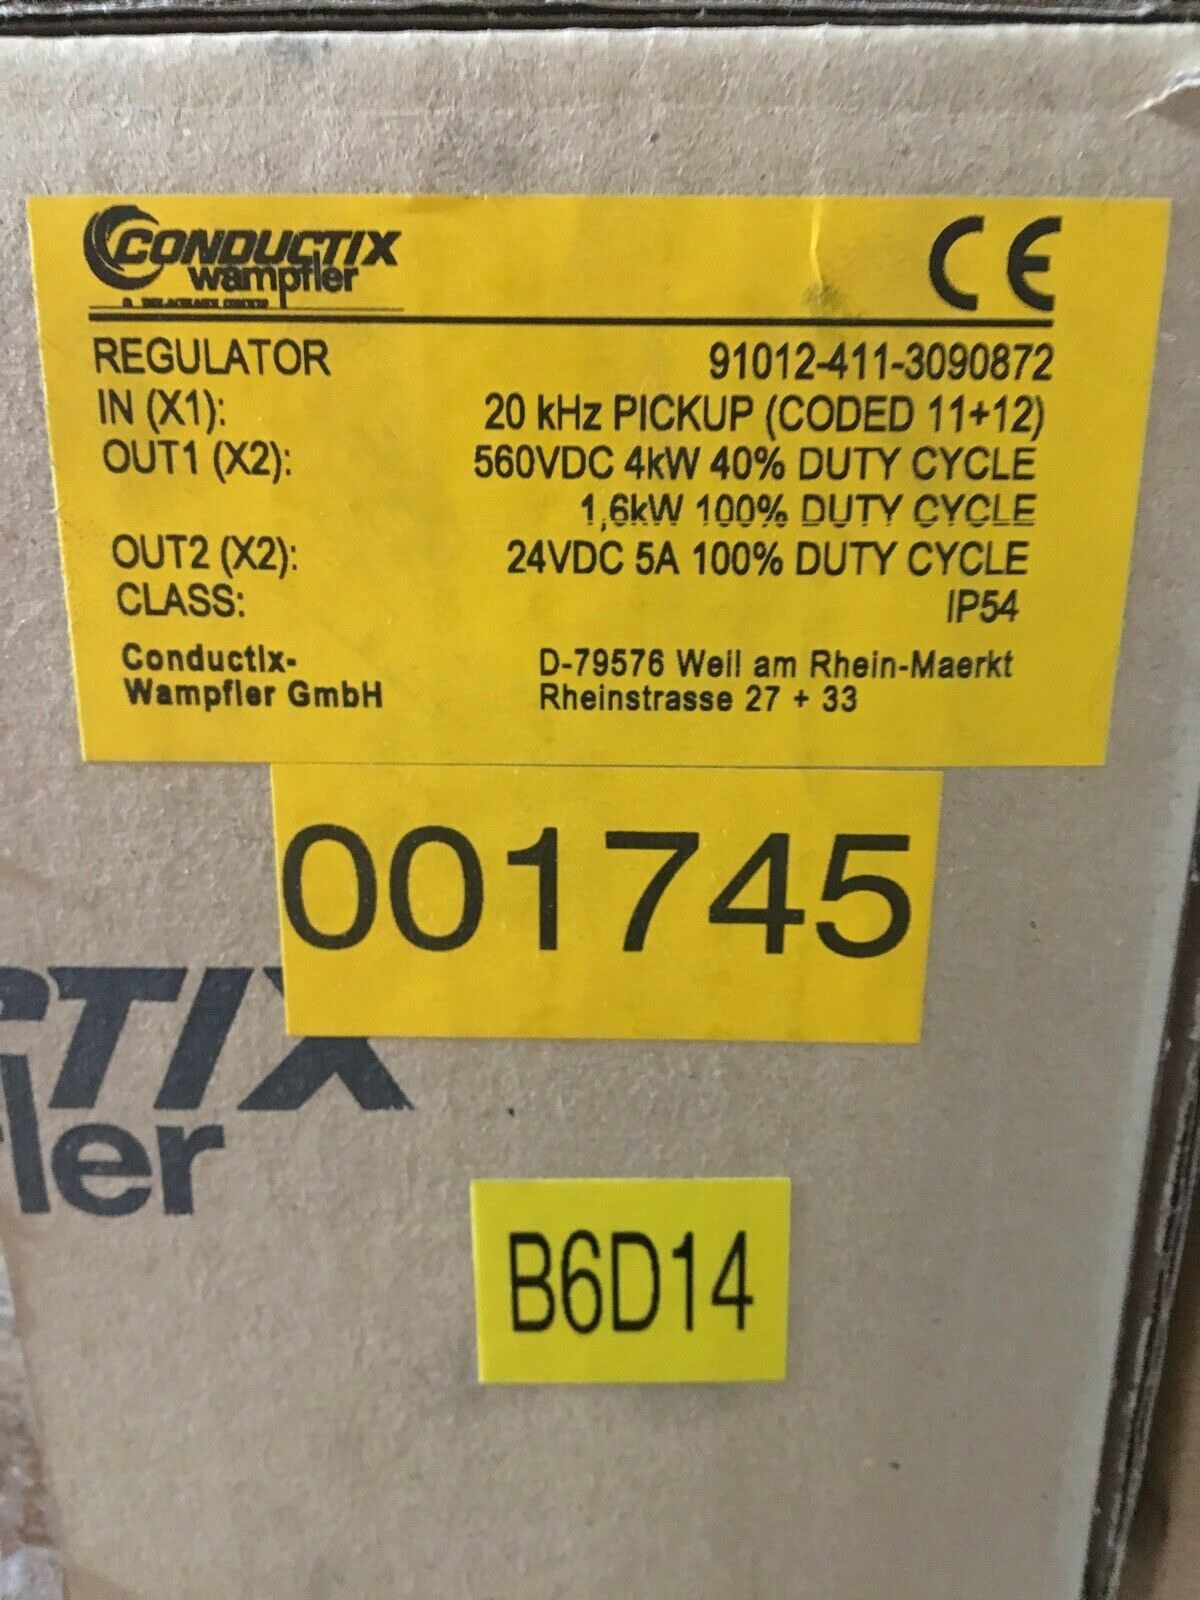 CONDUCTIX
wampfler
CE
REGULATOR 91012-411-3090872
IN (X1): 20 kHz PICKUP (CODED 11+12)
OUT1 (X2): 560VDC 4kW 40% DUTY CYCLE
1,6kW 100% DUTY CYCLE
OUT2 (X2): 24VDC 5A 100% DUTY CYCLE
CLASS: IP54
Conductix- D-79576 Weil am Rhein-Maerkt
Wampfler GmbH Rheinstrasse 27 + 33
001745
CTIX
fler
B6D14